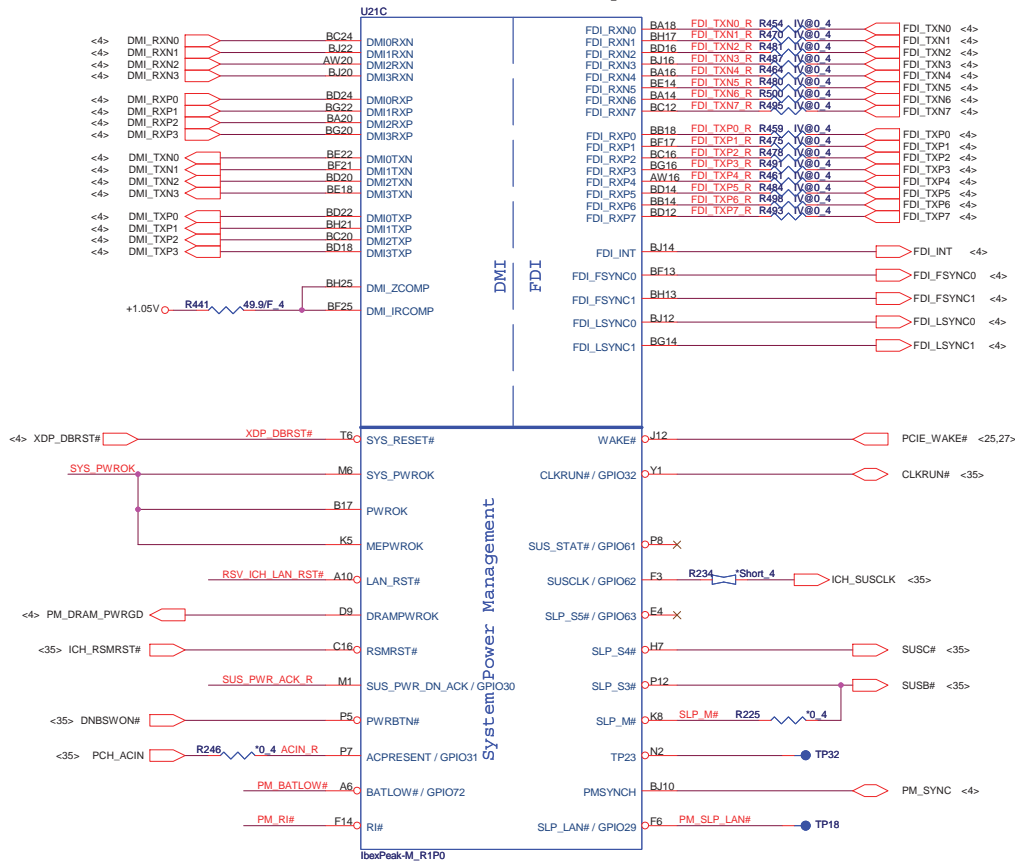 U21C
<4> DMI_RXN0 BC24 DMI0RXN
<4> DMI_RXN1 BJ22 DMI1RXN
<4> DMI_RXN2 AW20 DMI2RXN
<4> DMI_RXN3 BJ20 DMI3RXN
<4> DMI_RXP0 BD24 DMI0RXP
<4> DMI_RXP1 BG22 DMI1RXP
<4> DMI_RXP2 BA20 DMI2RXP
<4> DMI_RXP3 BG20 DMI3RXP
<4> DMI_TXN0 BE22 DMI0TXN
<4> DMI_TXN1 BF21 DMI1TXN
<4> DMI_TXN2 BD20 DMI2TXN
<4> DMI_TXN3 BE18 DMI3TXN
<4> DMI_TXP0 BD22 DMI0TXP
<4> DMI_TXP1 BH21 DMI1TXP
<4> DMI_TXP2 BC20 DMI2TXP
<4> DMI_TXP3 BD18 DMI3TXP
BH25 DMI_ZCOMP
+1.05V R441 49.9/F_4 BF25 DMI_IRCOMP
DMI
FDI
FDI_RXN0 BA18 FDI_TXN0_R R454 IV@0_4 FDI_TXN0 <4>
FDI_RXN1 BH17 FDI_TXN1_R R470 IV@0_4 FDI_TXN1 <4>
FDI_RXN2 BD16 FDI_TXN2_R R481 IV@0_4 FDI_TXN2 <4>
FDI_RXN3 BJ16 FDI_TXN3_R R487 IV@0_4 FDI_TXN3 <4>
FDI_RXN4 BA16 FDI_TXN4_R R464 IV@0_4 FDI_TXN4 <4>
FDI_RXN5 BE14 FDI_TXN5_R R480 IV@0_4 FDI_TXN5 <4>
FDI_RXN6 BA14 FDI_TXN6_R R500 IV@0_4 FDI_TXN6 <4>
FDI_RXN7 BC12 FDI_TXN7_R R495 IV@0_4 FDI_TXN7 <4>
FDI_RXP0 BB18 FDI_TXP0_R R459 IV@0_4 FDI_TXP0 <4>
FDI_RXP1 BF17 FDI_TXP1_R R475 IV@0_4 FDI_TXP1 <4>
FDI_RXP2 BC16 FDI_TXP2_R R478 IV@0_4 FDI_TXP2 <4>
FDI_RXP3 BG16 FDI_TXP3_R R491 IV@0_4 FDI_TXP3 <4>
FDI_RXP4 AW16 FDI_TXP4_R R461 IV@0_4 FDI_TXP4 <4>
FDI_RXP5 BD14 FDI_TXP5_R R484 IV@0_4 FDI_TXP5 <4>
FDI_RXP6 BB14 FDI_TXP6_R R498 IV@0_4 FDI_TXP6 <4>
FDI_RXP7 BD12 FDI_TXP7_R R493 IV@0_4 FDI_TXP7 <4>
FDI_INT BJ14 FDI_INT <4>
FDI_FSYNC0 BF13 FDI_FSYNC0 <4>
FDI_FSYNC1 BH13 FDI_FSYNC1 <4>
FDI_LSYNC0 BJ12 FDI_LSYNC0 <4>
FDI_LSYNC1 BG14 FDI_LSYNC1 <4>
<4> XDP_DBRST# XDP_DBRST# T6 SYS_RESET#
SYS_PWROK M6 SYS_PWROK
B17 PWROK
K5 MEPWROK
RSV_ICH_LAN_RST# A10 LAN_RST#
<4> PM_DRAM_PWRGD D9 DRAMPWROK
<35> ICH_RSMRST# C16 RSMRST#
SUS_PWR_ACK_R M1 SUS_PWR_DN_ACK / GPIO30
<35> DNBSWON# P5 PWRBTN#
<35> PCH_ACIN R246 *0_4 ACIN_R P7 ACPRESENT / GPIO31
PM_BATLOW# A6 BATLOW# / GPIO72
PM_RI# F14 RI#
System Power Management
WAKE# J12 PCIE_WAKE# <25,27>
CLKRUN# / GPIO32 Y1 CLKRUN# <35>
SUS_STAT# / GPIO61 P8
SUSCLK / GPIO62 F3 R234 *Short_4 ICH_SUSCLK <35>
SLP_S5# / GPIO63 E4
SLP_S4# H7 SUSC# <35>
SLP_S3# P12 SUSB# <35>
SLP_M# K8 SLP_M# R225 *0_4
TP23 N2 TP32
PMSYNCH BJ10 PM_SYNC <4>
SLP_LAN# / GPIO29 F6 PM_SLP_LAN# TP18
IbexPeak-M_R1P0